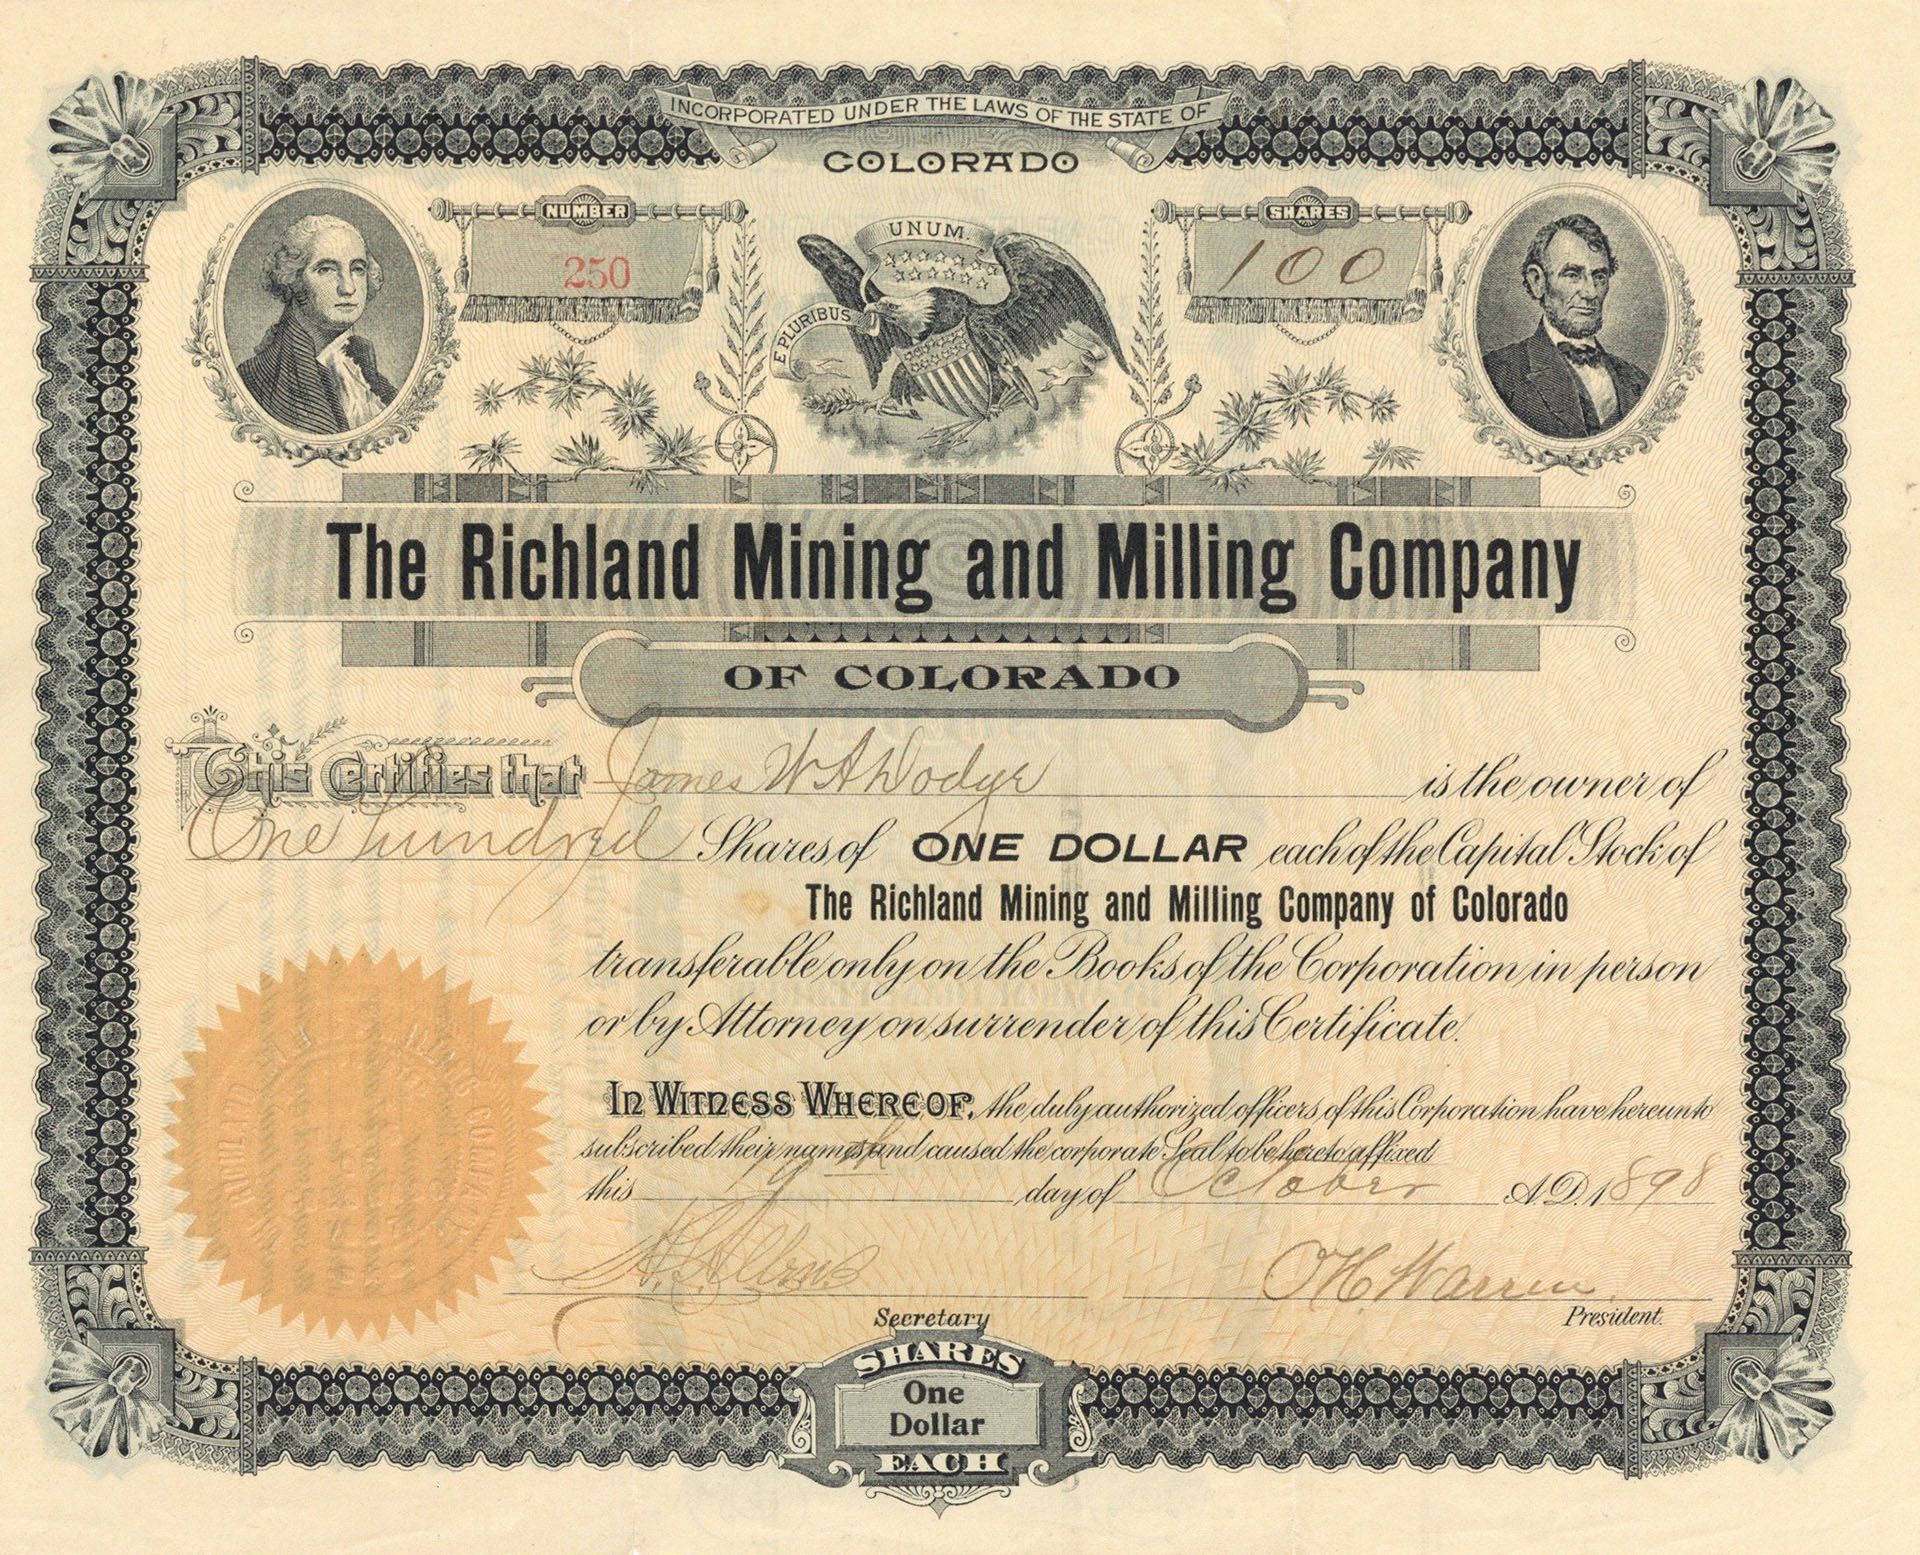 INCORPORATED UNDER THE LAWS OF THE STATE OF
COLORADO
NUMBER
250
E PLURIBUS
UNUM.
SHARES
100
The Richland Mining and Milling Company
OF COLORADO
This Certifies that James W A Dodge is the owner of
One hundred Shares of ONE DOLLAR each of the Capital Stock of
The Richland Mining and Milling Company of Colorado
transferable only on the Books of the Corporation in person
or by Attorney on surrender of this Certificate.
In Witness Whereof, the duly authorized officers of this Corporation have hereunto
subscribed their names and caused the corporate Seal to be hereto affixed
this 19th day of October A.D. 1898
O H Warren
Secretary
President.
SHARES
One
Dollar
EACH